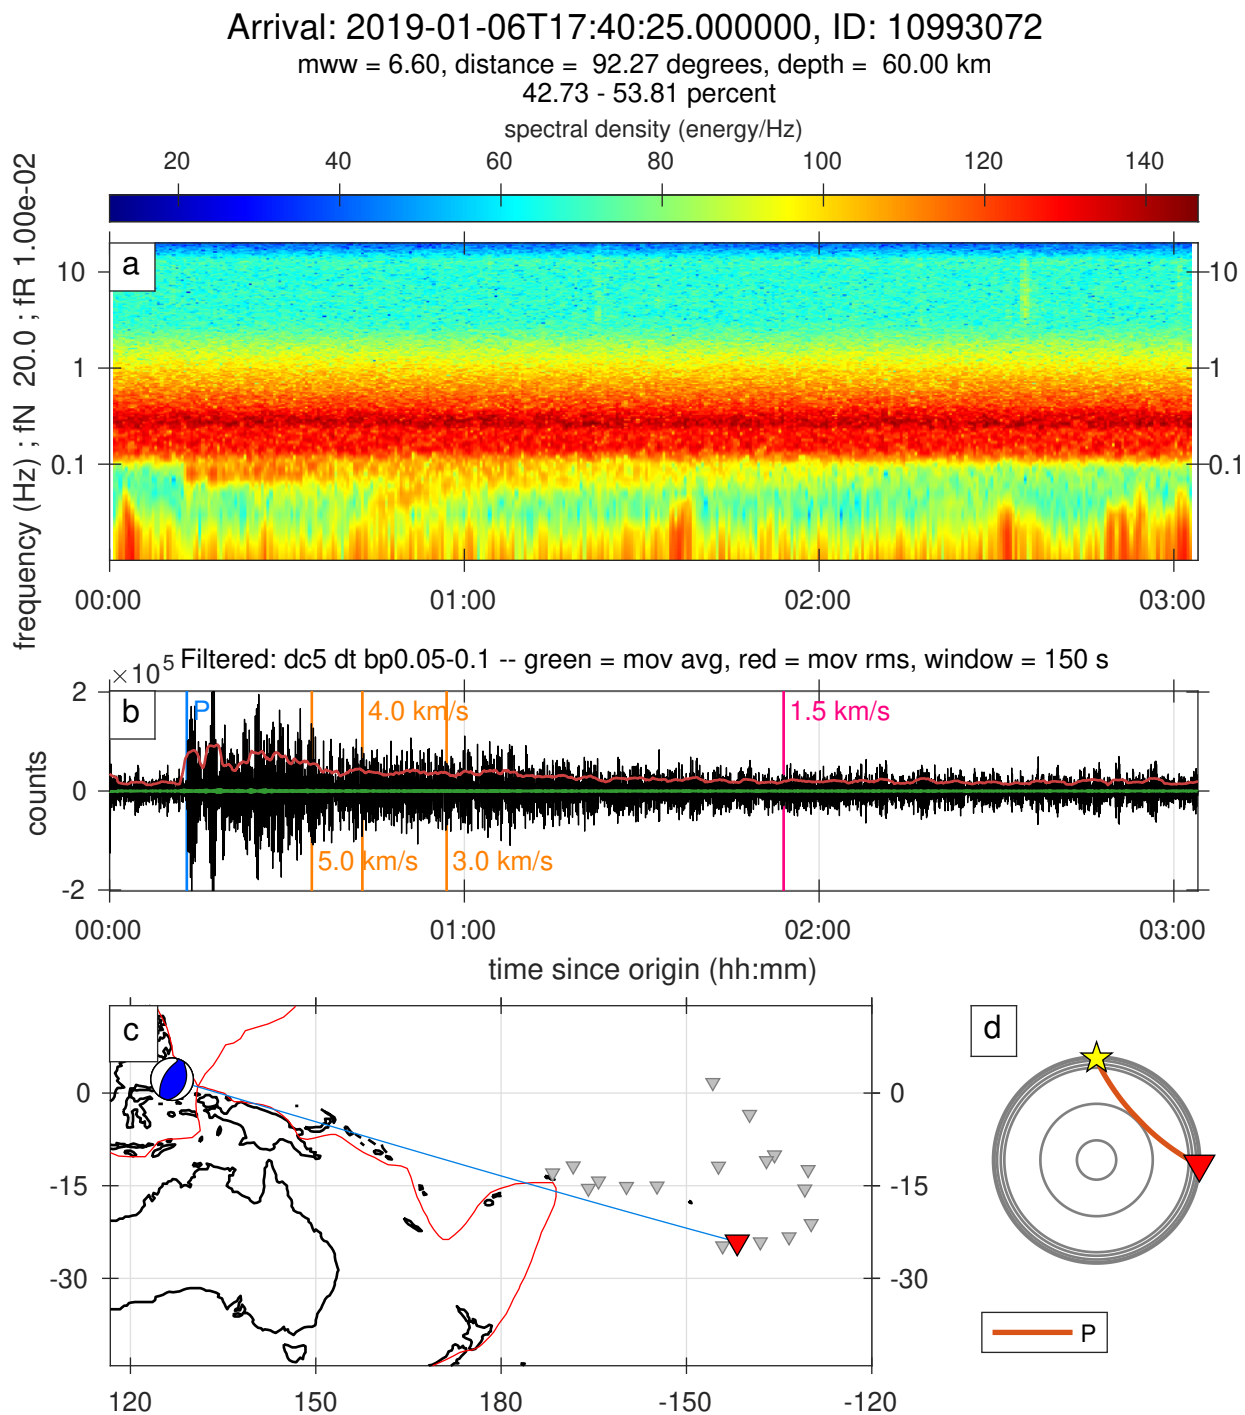 Arrival: 2019-01-06T17:40:25.000000, ID: 10993072
mww = 6.60, distance =  92.27 degrees, depth =  60.00 km
42.73 - 53.81 percent
spectral density (energy/Hz)
20 40 60 80 100 120 140
frequency (Hz) ; fN  20.0 ; fR 1.00e-02
a
10 10
1 1
0.1 0.1
00:00 01:00 02:00 03:00
×10^5 Filtered: dc5 dt bp0.05-0.1 -- green = mov avg, red = mov rms, window = 150 s
counts
b
2
0
-2
P 4.0 km/s 1.5 km/s
5.0 km/s 3.0 km/s
00:00 01:00 02:00 03:00
time since origin (hh:mm)
c
0 0
-15 -15
-30 -30
120 150 180 -150 -120
d
P